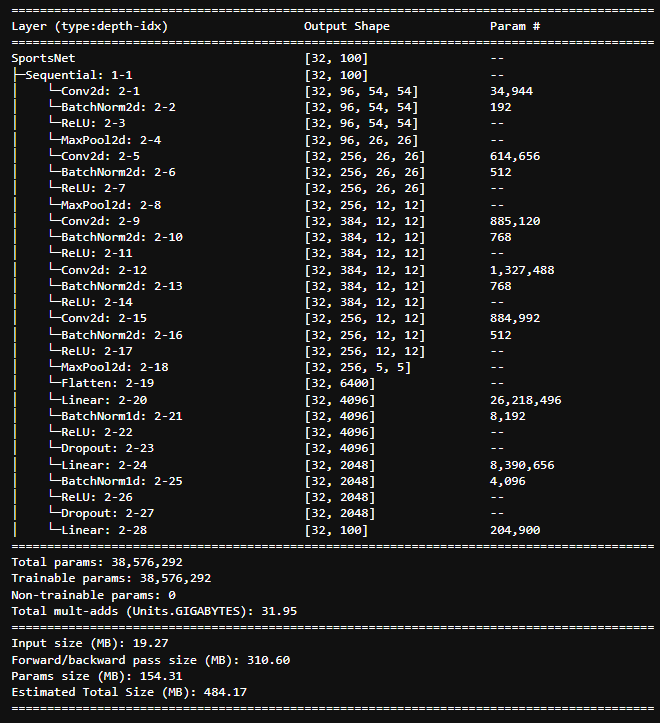 ==========================================================================================
Layer (type:depth-idx)                   Output Shape              Param #
==========================================================================================
SportsNet                                [32, 100]                 --
├─Sequential: 1-1                        [32, 100]                 --
│    └─Conv2d: 2-1                       [32, 96, 54, 54]          34,944
│    └─BatchNorm2d: 2-2                  [32, 96, 54, 54]          192
│    └─ReLU: 2-3                         [32, 96, 54, 54]          --
│    └─MaxPool2d: 2-4                    [32, 96, 26, 26]          --
│    └─Conv2d: 2-5                       [32, 256, 26, 26]         614,656
│    └─BatchNorm2d: 2-6                  [32, 256, 26, 26]         512
│    └─ReLU: 2-7                         [32, 256, 26, 26]         --
│    └─MaxPool2d: 2-8                    [32, 256, 12, 12]         --
│    └─Conv2d: 2-9                       [32, 384, 12, 12]         885,120
│    └─BatchNorm2d: 2-10                 [32, 384, 12, 12]         768
│    └─ReLU: 2-11                        [32, 384, 12, 12]         --
│    └─Conv2d: 2-12                      [32, 384, 12, 12]         1,327,488
│    └─BatchNorm2d: 2-13                 [32, 384, 12, 12]         768
│    └─ReLU: 2-14                        [32, 384, 12, 12]         --
│    └─Conv2d: 2-15                      [32, 256, 12, 12]         884,992
│    └─BatchNorm2d: 2-16                 [32, 256, 12, 12]         512
│    └─ReLU: 2-17                        [32, 256, 12, 12]         --
│    └─MaxPool2d: 2-18                   [32, 256, 5, 5]           --
│    └─Flatten: 2-19                     [32, 6400]                --
│    └─Linear: 2-20                      [32, 4096]                26,218,496
│    └─BatchNorm1d: 2-21                 [32, 4096]                8,192
│    └─ReLU: 2-22                        [32, 4096]                --
│    └─Dropout: 2-23                     [32, 4096]                --
│    └─Linear: 2-24                      [32, 2048]                8,390,656
│    └─BatchNorm1d: 2-25                 [32, 2048]                4,096
│    └─ReLU: 2-26                        [32, 2048]                --
│    └─Dropout: 2-27                     [32, 2048]                --
│    └─Linear: 2-28                      [32, 100]                 204,900
==========================================================================================
Total params: 38,576,292
Trainable params: 38,576,292
Non-trainable params: 0
Total mult-adds (Units.GIGABYTES): 31.95
==========================================================================================
Input size (MB): 19.27
Forward/backward pass size (MB): 310.60
Params size (MB): 154.31
Estimated Total Size (MB): 484.17
==========================================================================================